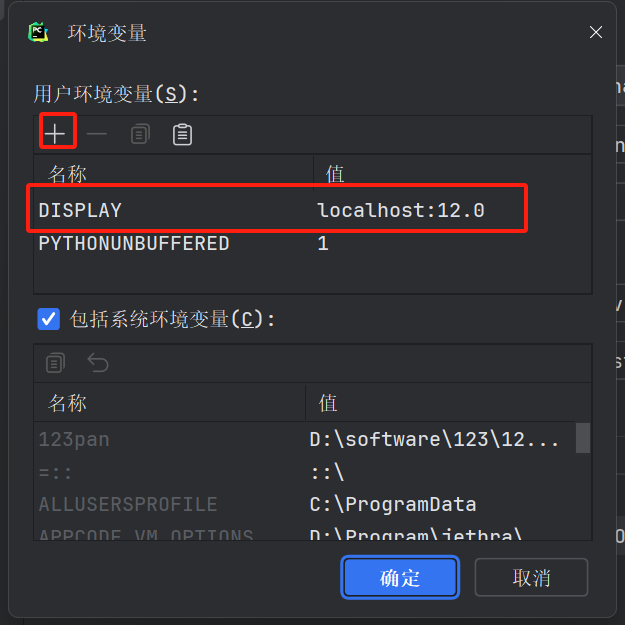 PC
环境变量
用户环境变量(S):
名称 值
DISPLAY localhost:12.0
PYTHONUNBUFFERED 1
包括系统环境变量(C):
名称 值
123pan D:\software\123\12...
=:: ::\
ALLUSERSPROFILE C:\ProgramData
APPCODE_VM_OPTIONS D:\Program\jethra\
确定 取消